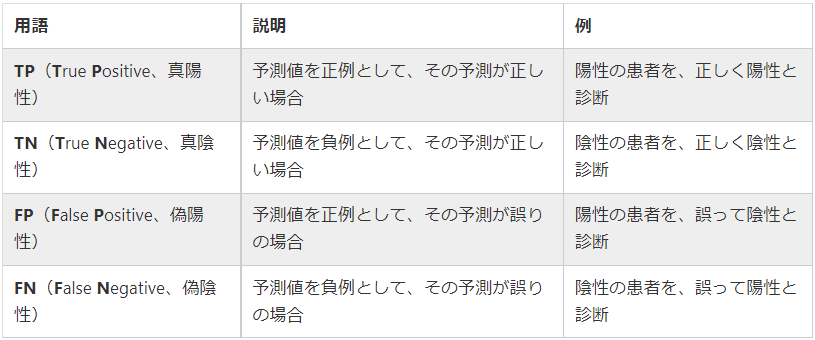 用語 説明 例
TP（True Positive、真陽 予測値を正例として、その予測が正し 陽性の患者を、正しく陽性と
性） い場合 診断
TN（True Negative、真陰 予測値を負例として、その予測が正し 陰性の患者を、正しく陰性と
性） い場合 診断
FP（False Positive、偽陽 予測値を正例として、その予測が誤り 陽性の患者を、誤って陰性と
性） の場合 診断
FN（False Negative、偽陰 予測値を負例として、その予測が誤り 陰性の患者を、誤って陽性と
性） の場合 診断